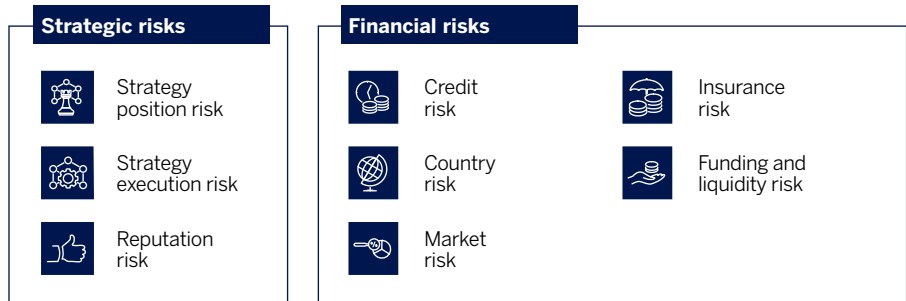 Strategic risks
Strategy
position risk
Strategy
execution risk
Reputation
risk
Financial risks
Credit
risk
Country
risk
Market
risk
Insurance
risk
Funding and
liquidity risk